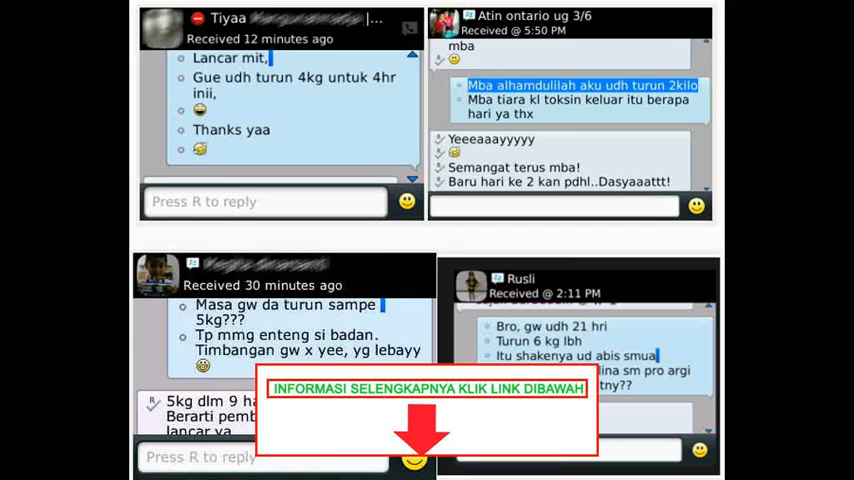 Tiyaa
|...
Received 12 minutes ago
Lancar mit,
Gue udh turun 4kg untuk 4hr
inii,
Thanks yaa
Press R to reply
Atin ontario ug 3/6
Received @ 5:50 PM
mba
Mba alhamdulilah aku udh turun 2kilo
Mba tiara kl toksin keluar itu berapa
hari ya thx
Yeeeaaayyyyy
Semangat terus mba!
Baru hari ke 2 kan pdhl..Dasyaaattt!
Received 30 minutes ago
Masa gw da turun sampe
5kg???
Tp mmg enteng si badan.
Timbangan gw x yee, yg lebayy
5kg dlm 9 ha
Berarti pemb
lancar ya
Press R to reply
Rusli
Received @ 2:11 PM
Bro, gw udh 21 hri
Turun 6 kg lbh
Itu shakenya ud abis smua
dlina sm pro argi
tny??
INFORMASI SELENGKAPNYA KLIK LINK DIBAWAH